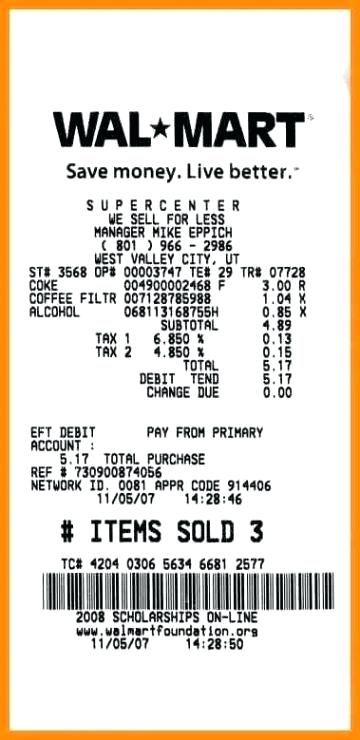 WAL★MART®
Save money. Live better.™
SUPERCENTER
WE SELL FOR LESS
MANAGER MIKE EPPICH
( 801 ) 966 - 2986
WEST VALLEY CITY, UT
ST# 3568 OP# 00003747 TE# 29 TR# 07728
COKE 004900002468 F 3.00 R
COFFEE FILTR 007128785988 1.04 X
ALCOHOL 068113168755H 0.85 X
SUBTOTAL 4.89
TAX 1 6.850 % 0.13
TAX 2 4.850 % 0.15
TOTAL 5.17
DEBIT TEND 5.17
CHANGE DUE 0.00
EFT DEBIT PAY FROM PRIMARY
ACCOUNT :
5.17 TOTAL PURCHASE
REF # 730900874056
NETWORK ID. 0081 APPR CODE 914406
11/05/07 14:28:46
# ITEMS SOLD 3
TC# 4204 0306 5634 6681 2577
2008 SCHOLARSHIPS ON-LINE
www.walmartfoundation.org
11/05/07 14:28:50